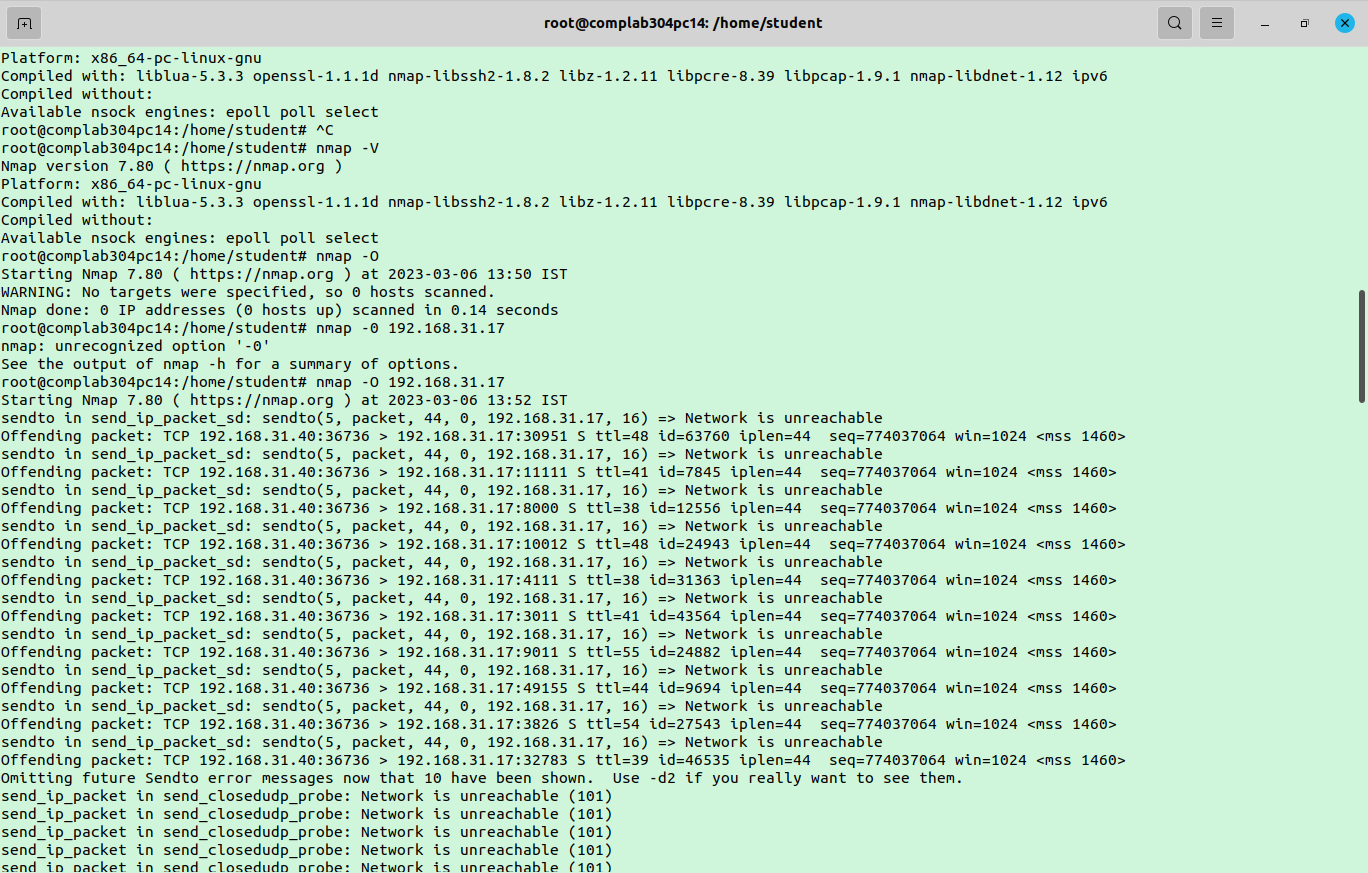 root@complab304pc14: /home/student
Platform: x86_64-pc-linux-gnu
Compiled with: liblua-5.3.3 openssl-1.1.1d nmap-libssh2-1.8.2 libz-1.2.11 libpcre-8.39 libpcap-1.9.1 nmap-libdnet-1.12 ipv6
Compiled without:
Available nsock engines: epoll poll select
root@complab304pc14:/home/student# ^C
root@complab304pc14:/home/student# nmap -V
Nmap version 7.80 ( https://nmap.org )
Platform: x86_64-pc-linux-gnu
Compiled with: liblua-5.3.3 openssl-1.1.1d nmap-libssh2-1.8.2 libz-1.2.11 libpcre-8.39 libpcap-1.9.1 nmap-libdnet-1.12 ipv6
Compiled without:
Available nsock engines: epoll poll select
root@complab304pc14:/home/student# nmap -O
Starting Nmap 7.80 ( https://nmap.org ) at 2023-03-06 13:50 IST
WARNING: No targets were specified, so 0 hosts scanned.
Nmap done: 0 IP addresses (0 hosts up) scanned in 0.14 seconds
root@complab304pc14:/home/student# nmap -0 192.168.31.17
nmap: unrecognized option '-0'
See the output of nmap -h for a summary of options.
root@complab304pc14:/home/student# nmap -O 192.168.31.17
Starting Nmap 7.80 ( https://nmap.org ) at 2023-03-06 13:52 IST
sendto in send_ip_packet_sd: sendto(5, packet, 44, 0, 192.168.31.17, 16) => Network is unreachable
Offending packet: TCP 192.168.31.40:36736 > 192.168.31.17:30951 S ttl=48 id=63760 iplen=44  seq=774037064 win=1024 <mss 1460>
sendto in send_ip_packet_sd: sendto(5, packet, 44, 0, 192.168.31.17, 16) => Network is unreachable
Offending packet: TCP 192.168.31.40:36736 > 192.168.31.17:11111 S ttl=41 id=7845 iplen=44  seq=774037064 win=1024 <mss 1460>
sendto in send_ip_packet_sd: sendto(5, packet, 44, 0, 192.168.31.17, 16) => Network is unreachable
Offending packet: TCP 192.168.31.40:36736 > 192.168.31.17:8000 S ttl=38 id=12556 iplen=44  seq=774037064 win=1024 <mss 1460>
sendto in send_ip_packet_sd: sendto(5, packet, 44, 0, 192.168.31.17, 16) => Network is unreachable
Offending packet: TCP 192.168.31.40:36736 > 192.168.31.17:10012 S ttl=48 id=24943 iplen=44  seq=774037064 win=1024 <mss 1460>
sendto in send_ip_packet_sd: sendto(5, packet, 44, 0, 192.168.31.17, 16) => Network is unreachable
Offending packet: TCP 192.168.31.40:36736 > 192.168.31.17:4111 S ttl=38 id=31363 iplen=44  seq=774037064 win=1024 <mss 1460>
sendto in send_ip_packet_sd: sendto(5, packet, 44, 0, 192.168.31.17, 16) => Network is unreachable
Offending packet: TCP 192.168.31.40:36736 > 192.168.31.17:3011 S ttl=41 id=43564 iplen=44  seq=774037064 win=1024 <mss 1460>
sendto in send_ip_packet_sd: sendto(5, packet, 44, 0, 192.168.31.17, 16) => Network is unreachable
Offending packet: TCP 192.168.31.40:36736 > 192.168.31.17:9011 S ttl=55 id=24882 iplen=44  seq=774037064 win=1024 <mss 1460>
sendto in send_ip_packet_sd: sendto(5, packet, 44, 0, 192.168.31.17, 16) => Network is unreachable
Offending packet: TCP 192.168.31.40:36736 > 192.168.31.17:49155 S ttl=44 id=9694 iplen=44  seq=774037064 win=1024 <mss 1460>
sendto in send_ip_packet_sd: sendto(5, packet, 44, 0, 192.168.31.17, 16) => Network is unreachable
Offending packet: TCP 192.168.31.40:36736 > 192.168.31.17:3826 S ttl=54 id=27543 iplen=44  seq=774037064 win=1024 <mss 1460>
sendto in send_ip_packet_sd: sendto(5, packet, 44, 0, 192.168.31.17, 16) => Network is unreachable
Offending packet: TCP 192.168.31.40:36736 > 192.168.31.17:32783 S ttl=39 id=46535 iplen=44  seq=774037064 win=1024 <mss 1460>
Omitting future Sendto error messages now that 10 have been shown.  Use -d2 if you really want to see them.
send_ip_packet in send_closedudp_probe: Network is unreachable (101)
send_ip_packet in send_closedudp_probe: Network is unreachable (101)
send_ip_packet in send_closedudp_probe: Network is unreachable (101)
send_ip_packet in send_closedudp_probe: Network is unreachable (101)
send_ip_packet in send_closedudp_probe: Network is unreachable (101)